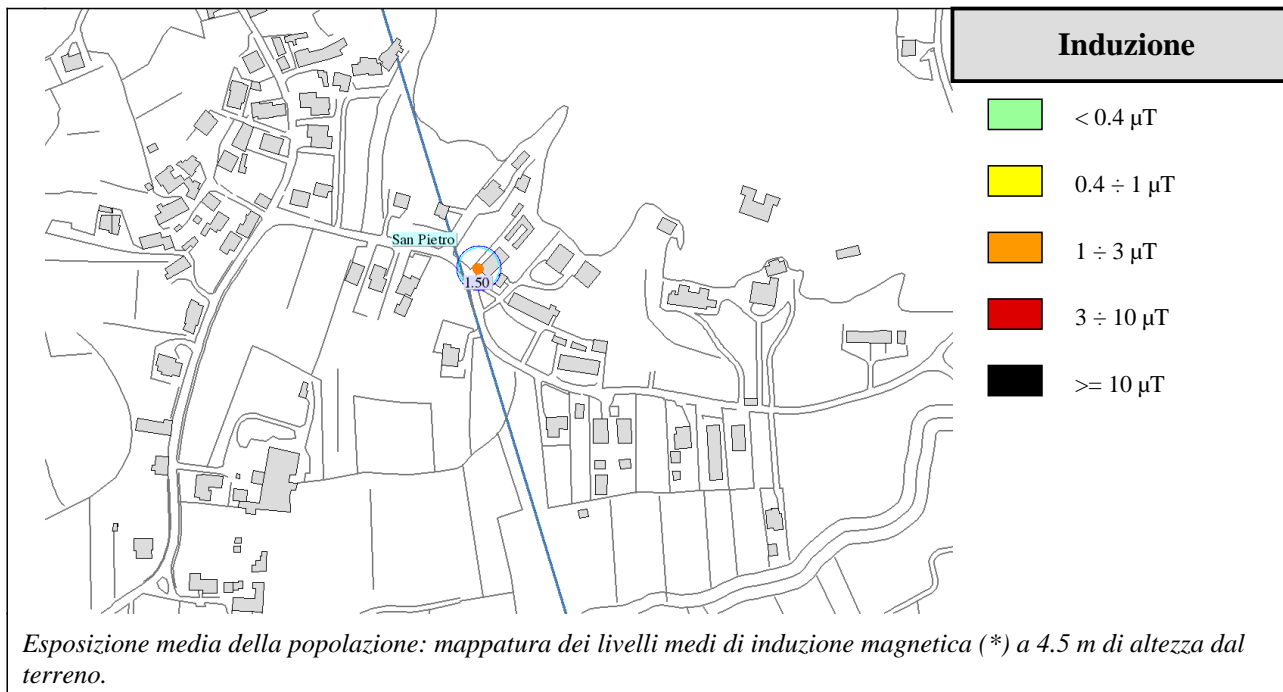 Induzione
< 0.4 µT
0.4 ÷ 1 µT
1 ÷ 3 µT
3 ÷ 10 µT
>= 10 µT
San Pietro
1.50
Esposizione media della popolazione: mappatura dei livelli medi di induzione magnetica (*) a 4.5 m di altezza dal
terreno.